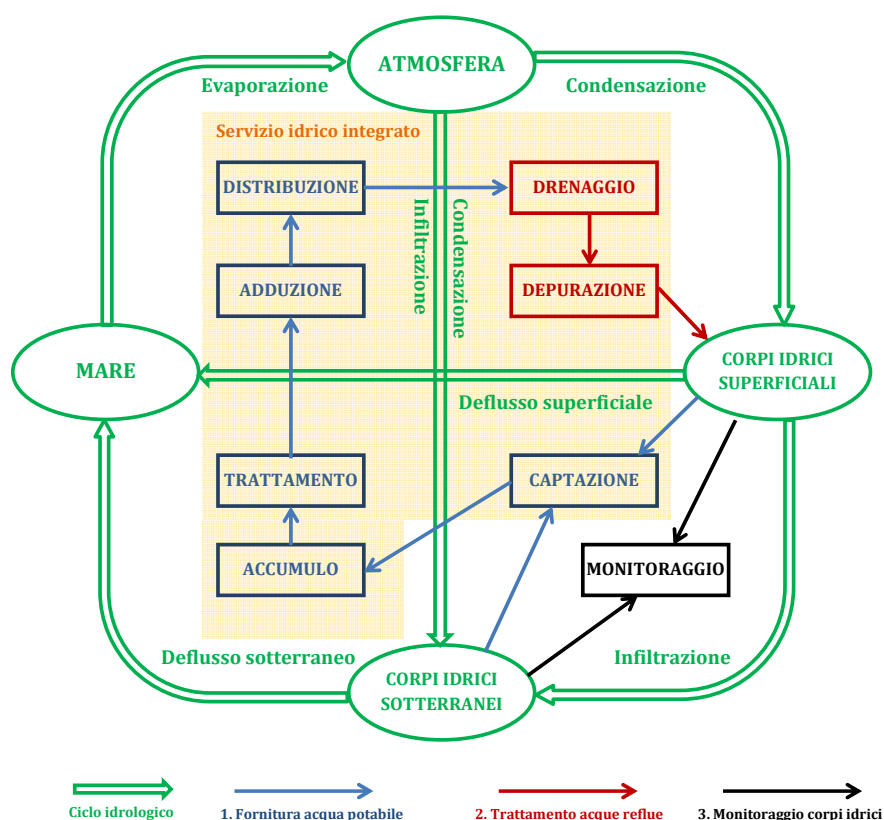 ATMOSFERA
Evaporazione
Condensazione
Servizio idrico integrato
DISTRIBUZIONE
DRENAGGIO
Infiltrazione
Condensazione
ADDUZIONE
DEPURAZIONE
MARE
CORPI IDRICI
SUPERFICIALI
Deflusso superficiale
TRATTAMENTO
CAPTAZIONE
ACCUMULO
MONITORAGGIO
Deflusso sotterraneo
Infiltrazione
CORPI IDRICI
SOTTERRANEI
Ciclo idrologico
1. Fornitura acqua potabile
2. Trattamento acque reflue
3. Monitoraggio corpi idrici